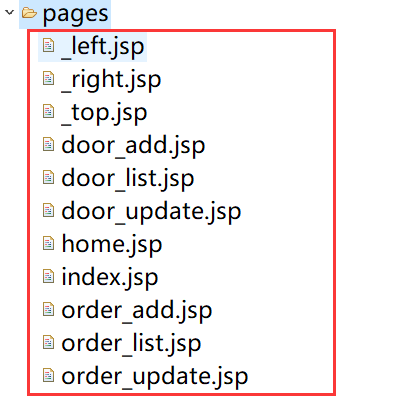 pages
_left.jsp
_right.jsp
_top.jsp
door_add.jsp
door_list.jsp
door_update.jsp
home.jsp
index.jsp
order_add.jsp
order_list.jsp
order_update.jsp